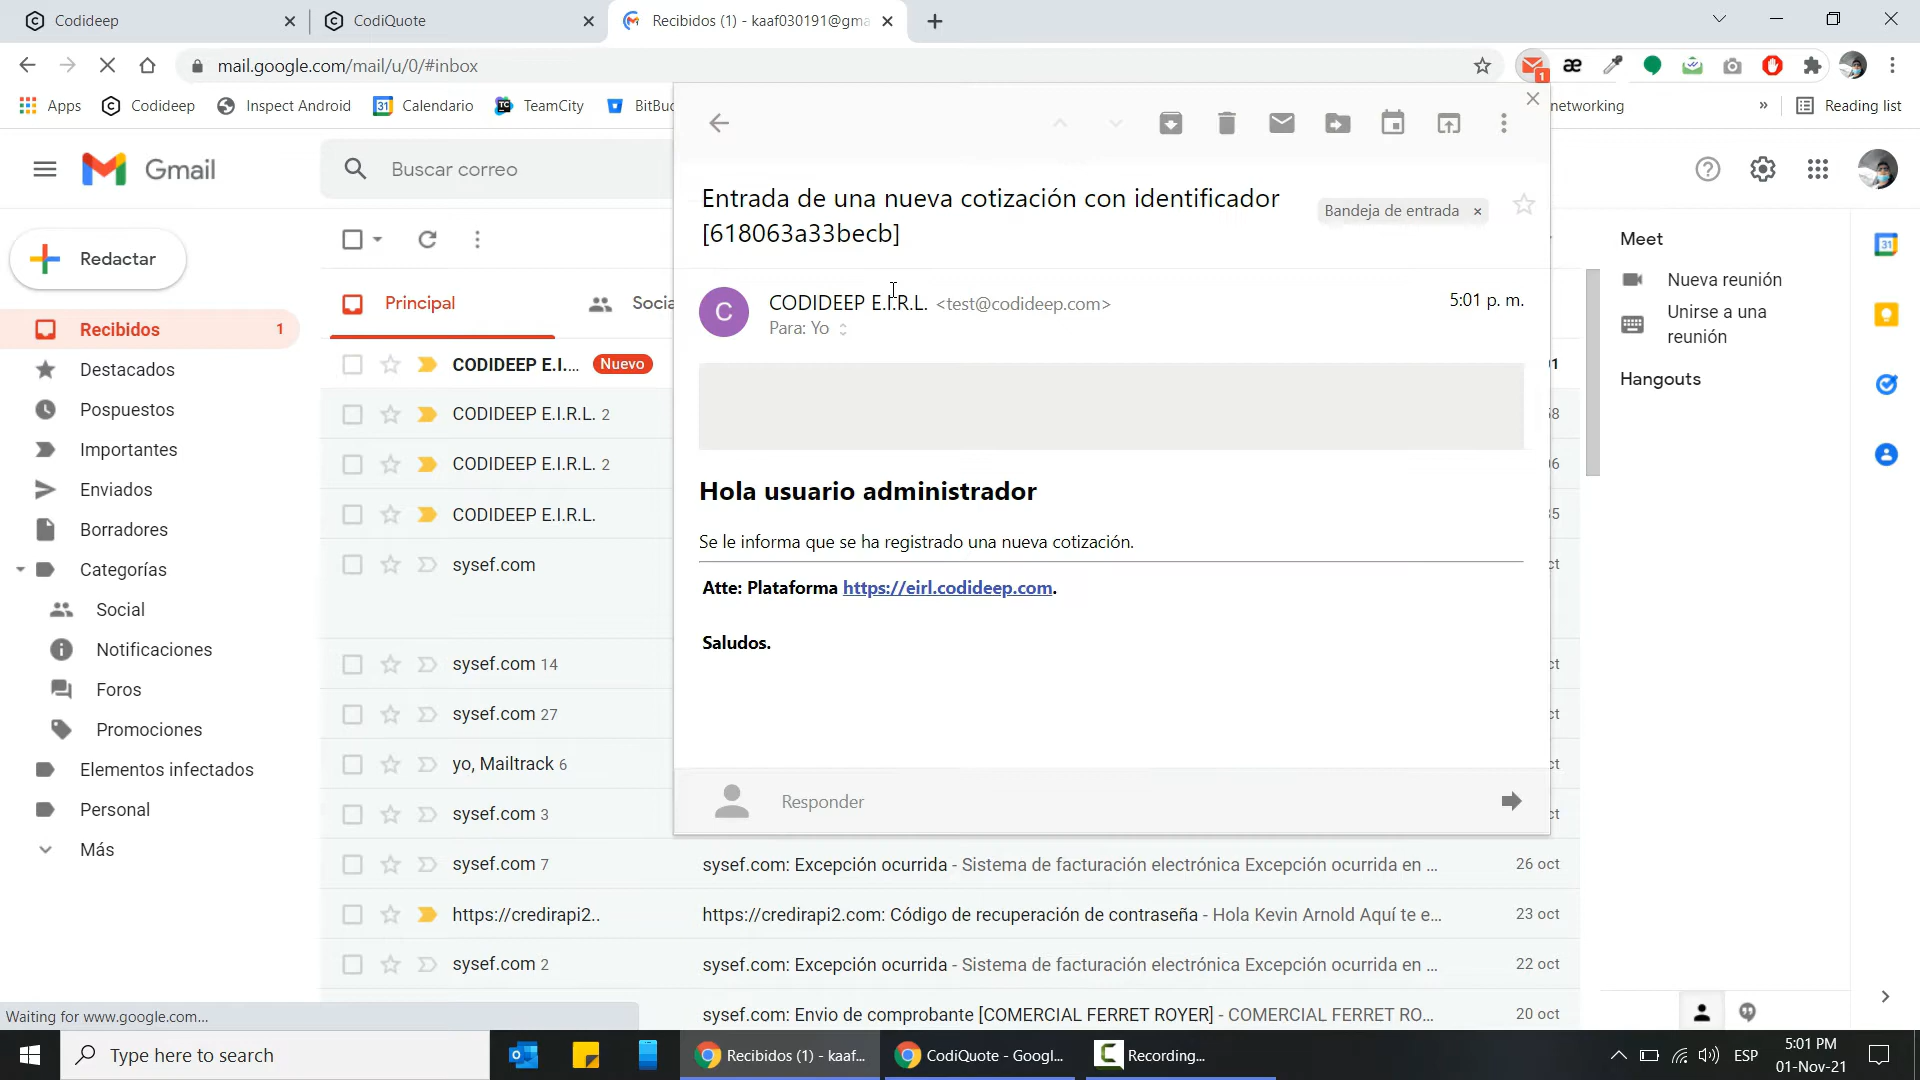 Codideep
CodiQuote
Recibidos (1) - kaaf030191@gma
mail.google.com/mail/u/0/#inbox
1
Apps
Codideep
Inspect Android
31
Calendario
TC
TeamCity
BitBuc
networking
»
Reading list
Gmail
Buscar correo
Redactar
Recibidos
1
Destacados
Pospuestos
Importantes
Enviados
Borradores
Categorías
Social
Notificaciones
Foros
Promociones
Elementos infectados
Personal
Más
Principal
Socia
CODIDEEP E.I....
Nuevo
CODIDEEP E.I.R.L. 2
CODIDEEP E.I.R.L. 2
CODIDEEP E.I.R.L.
sysef.com
sysef.com 14
sysef.com 27
yo, Mailtrack 6
sysef.com 3
sysef.com 7
sysef.com: Excepción ocurrida - Sistema de facturación electrónica Excepción ocurrida en ...
26 oct
https://credirapi2..
https://credirapi2.com: Código de recuperación de contraseña - Hola Kevin Arnold Aquí te e...
23 oct
sysef.com 2
sysef.com: Excepción ocurrida - Sistema de facturación electrónica Excepción ocurrida en ...
22 oct
sysef.com: Envio de comprobante [COMERCIAL FERRET ROYER] - COMERCIAL FERRET RO...
20 oct
Entrada de una nueva cotización con identificador
[618063a33becb]
Bandeja de entrada ×
C
CODIDEEP E.I.R.L. <test@codideep.com>
5:01 p. m.
Para: Yo
Hola usuario administrador
Se le informa que se ha registrado una nueva cotización.
Atte: Plataforma https://eirl.codideep.com.
Saludos.
Responder
Meet
Nueva reunión
Unirse a una
reunión
Hangouts
31
Waiting for www.google.com...
Type here to search
Recibidos (1) - kaaf...
CodiQuote - Googl...
Recording...
ESP
5:01 PM
01-Nov-21